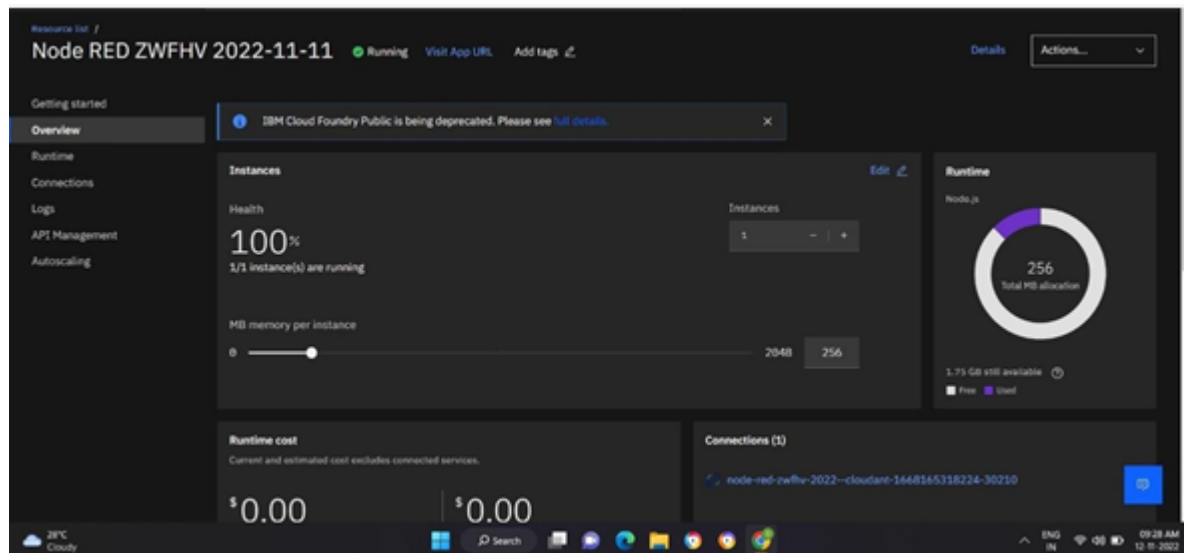 Resource list /
Node RED ZWFHV 2022-11-11 Running Visit App URL Add tags
Details Actions...
Getting started
Overview
Runtime
Connections
Logs
API Management
Autoscaling
IBM Cloud Foundry Public is being deprecated. Please see full details.
Instances Edit
Health Instances
100%
1
1/1 instance(s) are running
MB memory per instance
0 2048 256
Runtime
Node.js
256
Total MB allocation
1.75 GB still available
Free Used
Runtime cost
Current and estimated cost excludes connected services.
$0.00 $0.00
Connections (1)
node-red-zwfhv-2022--cloudant-1668165318224-30210
28°C
Cloudy
Search
ENG
IN
09:28 AM
12-11-2022